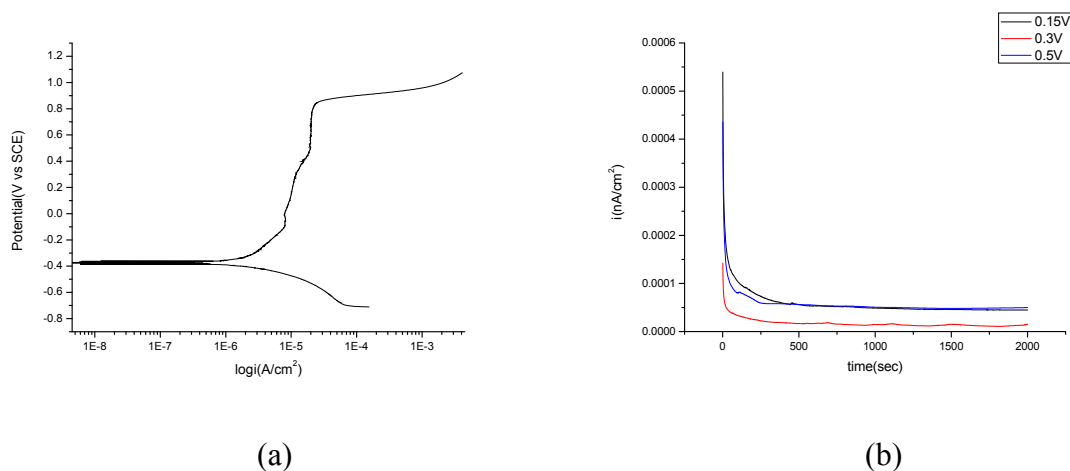 1.2
1.0
0.8
0.6
0.4
0.2
0.0
-0.2
-0.4
-0.6
-0.8
Potential(V vs SCE)
1E-8 1E-7 1E-6 1E-5 1E-4 1E-3
logi(A/cm²)
(a)
0.15V
0.3V
0.5V
0.0006
0.0005
0.0004
0.0003
0.0002
0.0001
0.0000
i(nA/cm²)
0 500 1000 1500 2000
time(sec)
(b)